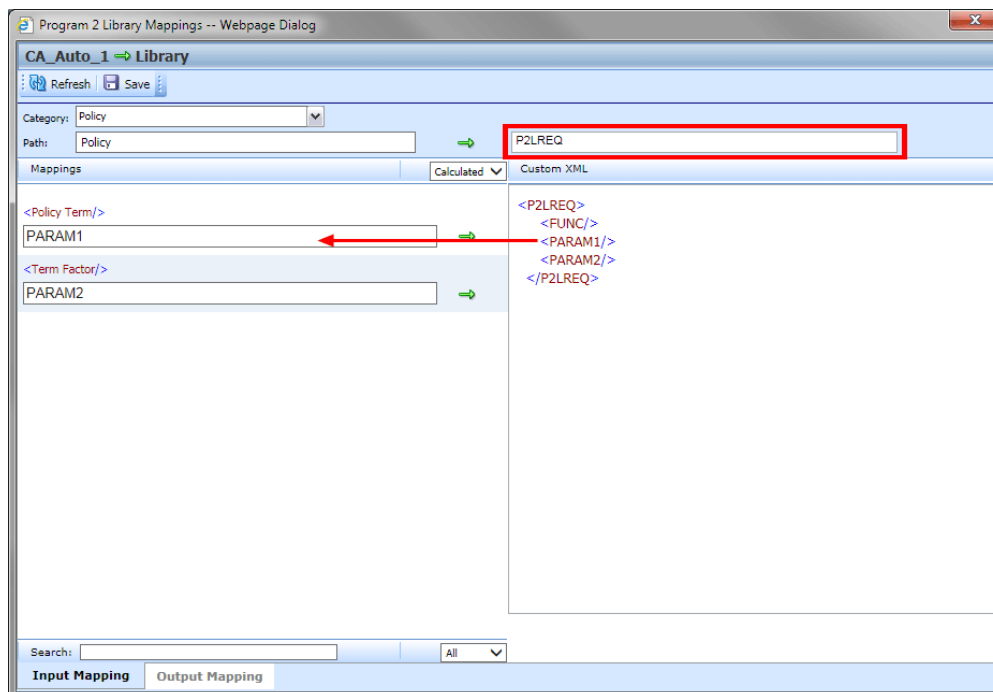 Program 2 Library Mappings -- Webpage Dialog
CA_Auto_1 Library
Refresh Save
Category: Policy
Path: Policy P2LREQ
Mappings Calculated Custom XML
<Policy Term/>
PARAM1
<Term Factor/>
PARAM2
<P2LREQ>
<FUNC/>
<PARAM1/>
<PARAM2/>
</P2LREQ>
Search: All
Input Mapping Output Mapping